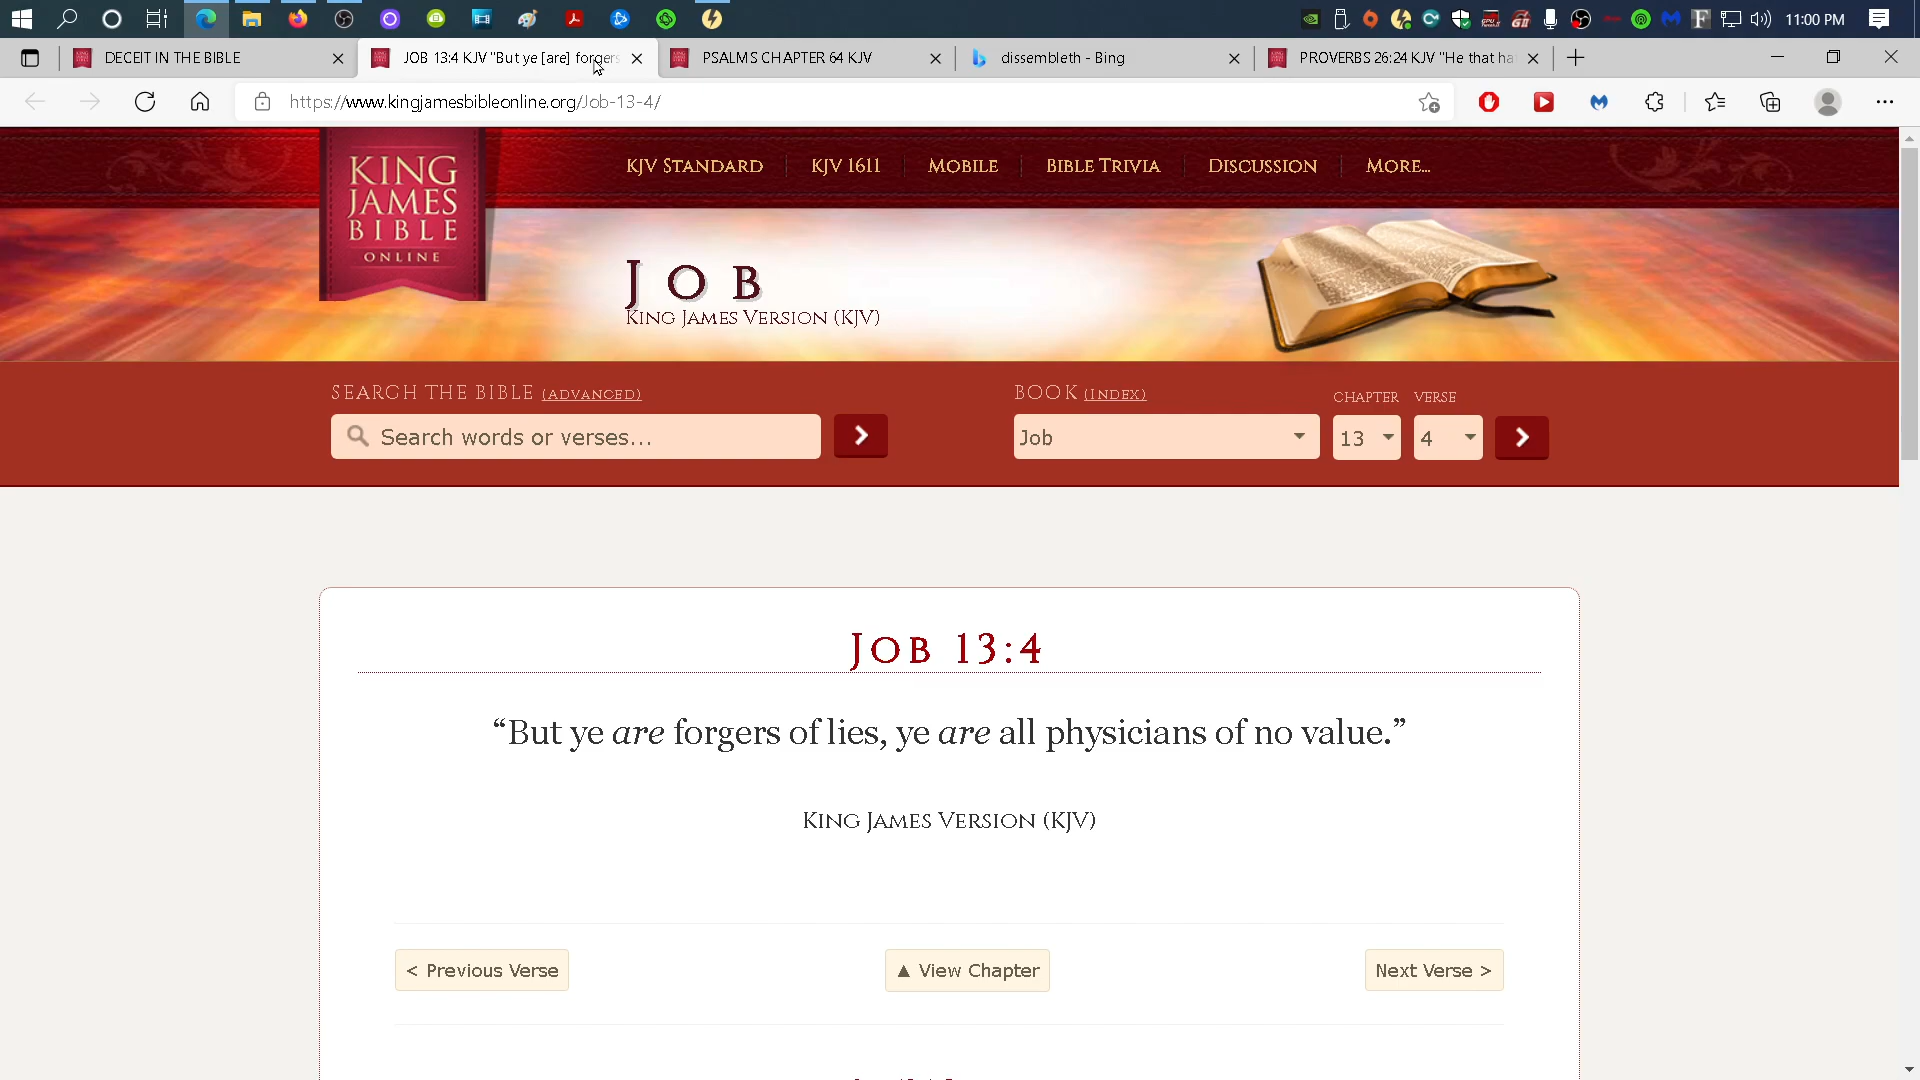 11:00 PM
DECEIT IN THE BIBLE
JOB 13:4 KJV "But ye [are] forgers
PSALMS CHAPTER 64 KJV
dissembleth - Bing
PROVERBS 26:24 KJV "He that ha
https://www.kingjamesbibleonline.org/Job-13-4/
KING
JAMES
BIBLE
ONLINE
KJV STANDARD
KJV 1611
MOBILE
BIBLE TRIVIA
DISCUSSION
MORE...
JOB
KING JAMES VERSION (KJV)
SEARCH THE BIBLE (ADVANCED)
BOOK (INDEX)
CHAPTER VERSE
Search words or verses...
Job
13
4
JOB 13:4
“But ye are forgers of lies, ye are all physicians of no value.”
KING JAMES VERSION (KJV)
< Previous Verse
▲ View Chapter
Next Verse >